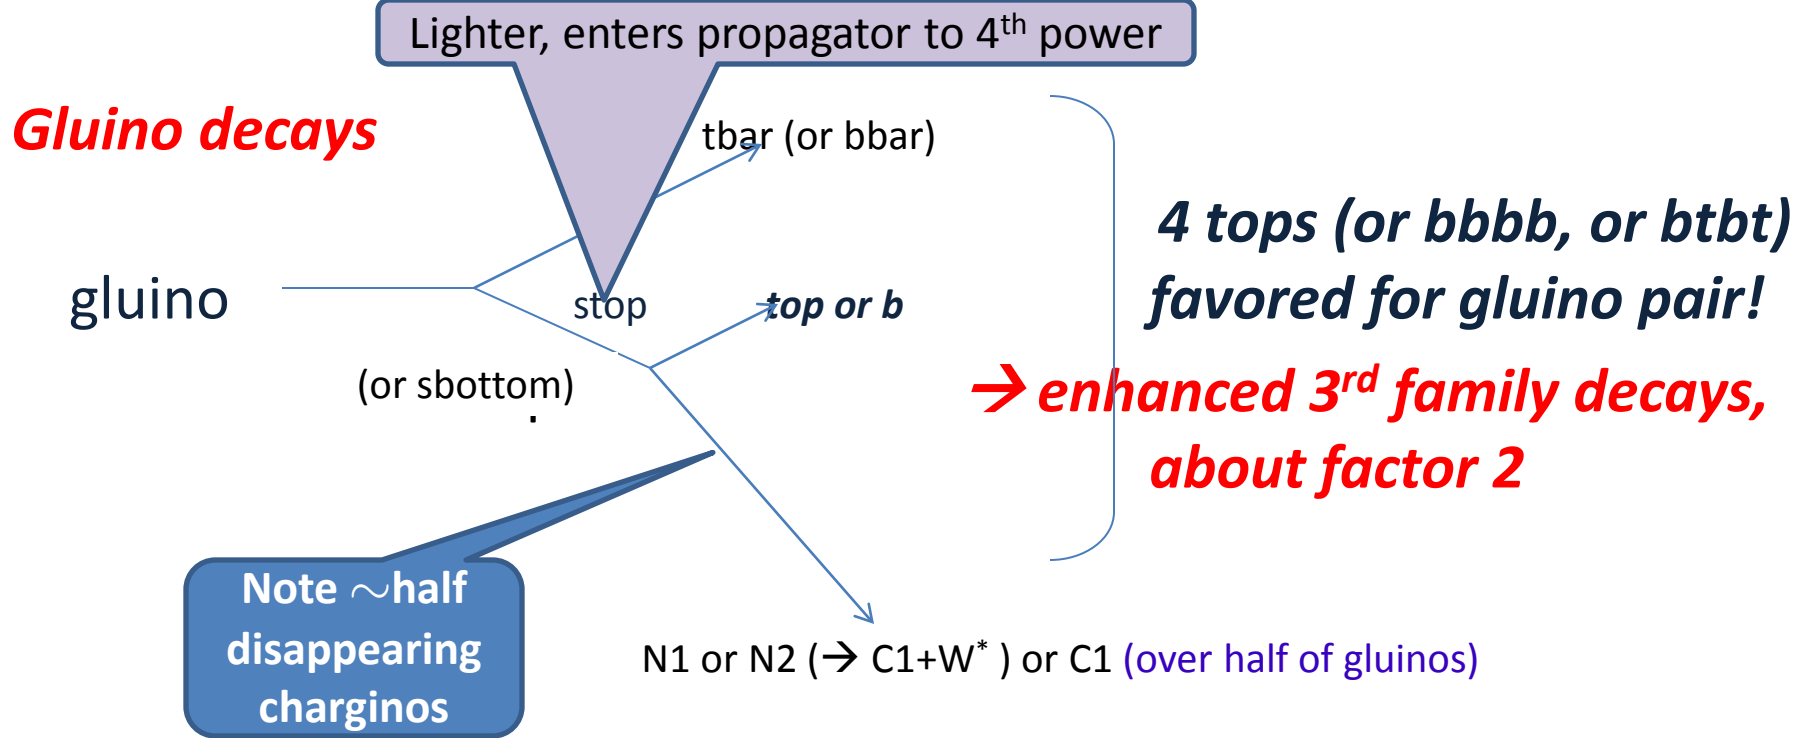 Lighter, enters propagator to 4th power
Gluino decays
tbar (or bbar)
gluino
stop
top or b
(or sbottom)
.
4 tops (or bbbb, or btbt)
favored for gluino pair!
→ enhanced 3rd family decays,
about factor 2
Note ~half
disappearing
charginos
N1 or N2 (→ C1+W* ) or C1 (over half of gluinos)